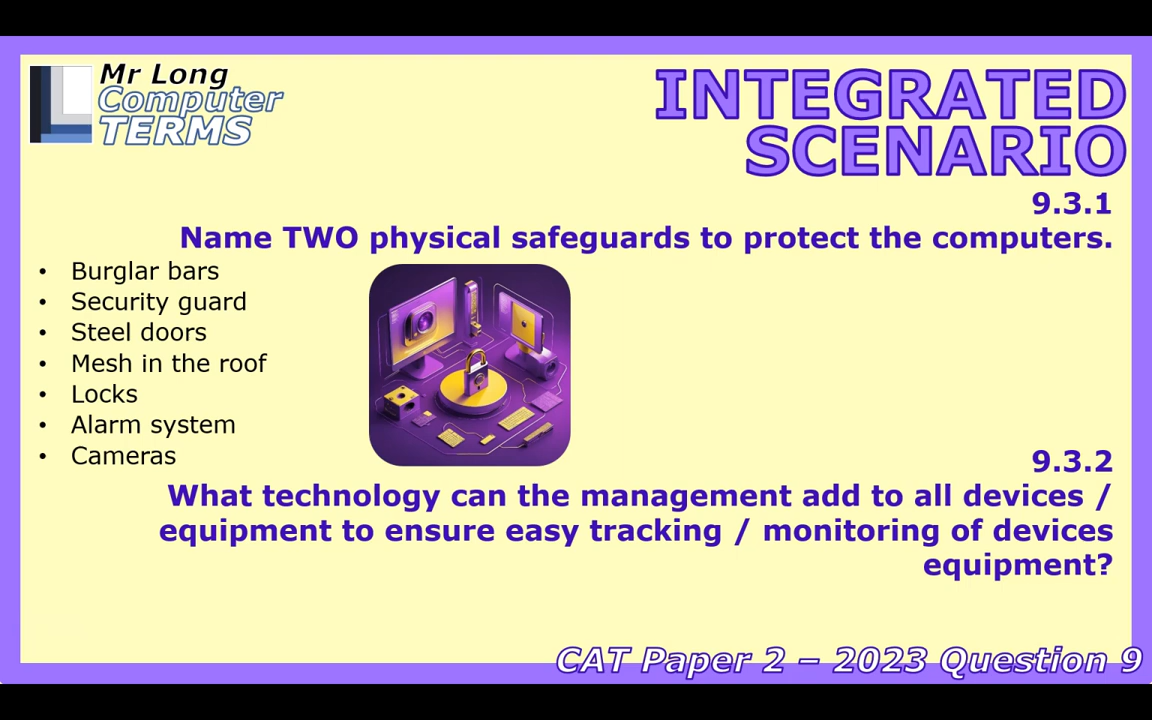 Mr Long
Computer
TERMS
INTEGRATED
SCENARIO
9.3.1
Name TWO physical safeguards to protect the computers.
• Burglar bars
• Security guard
• Steel doors
• Mesh in the roof
• Locks
• Alarm system
• Cameras
9.3.2
What technology can the management add to all devices /
equipment to ensure easy tracking / monitoring of devices
equipment?
CAT Paper 2 – 2023 Question 9